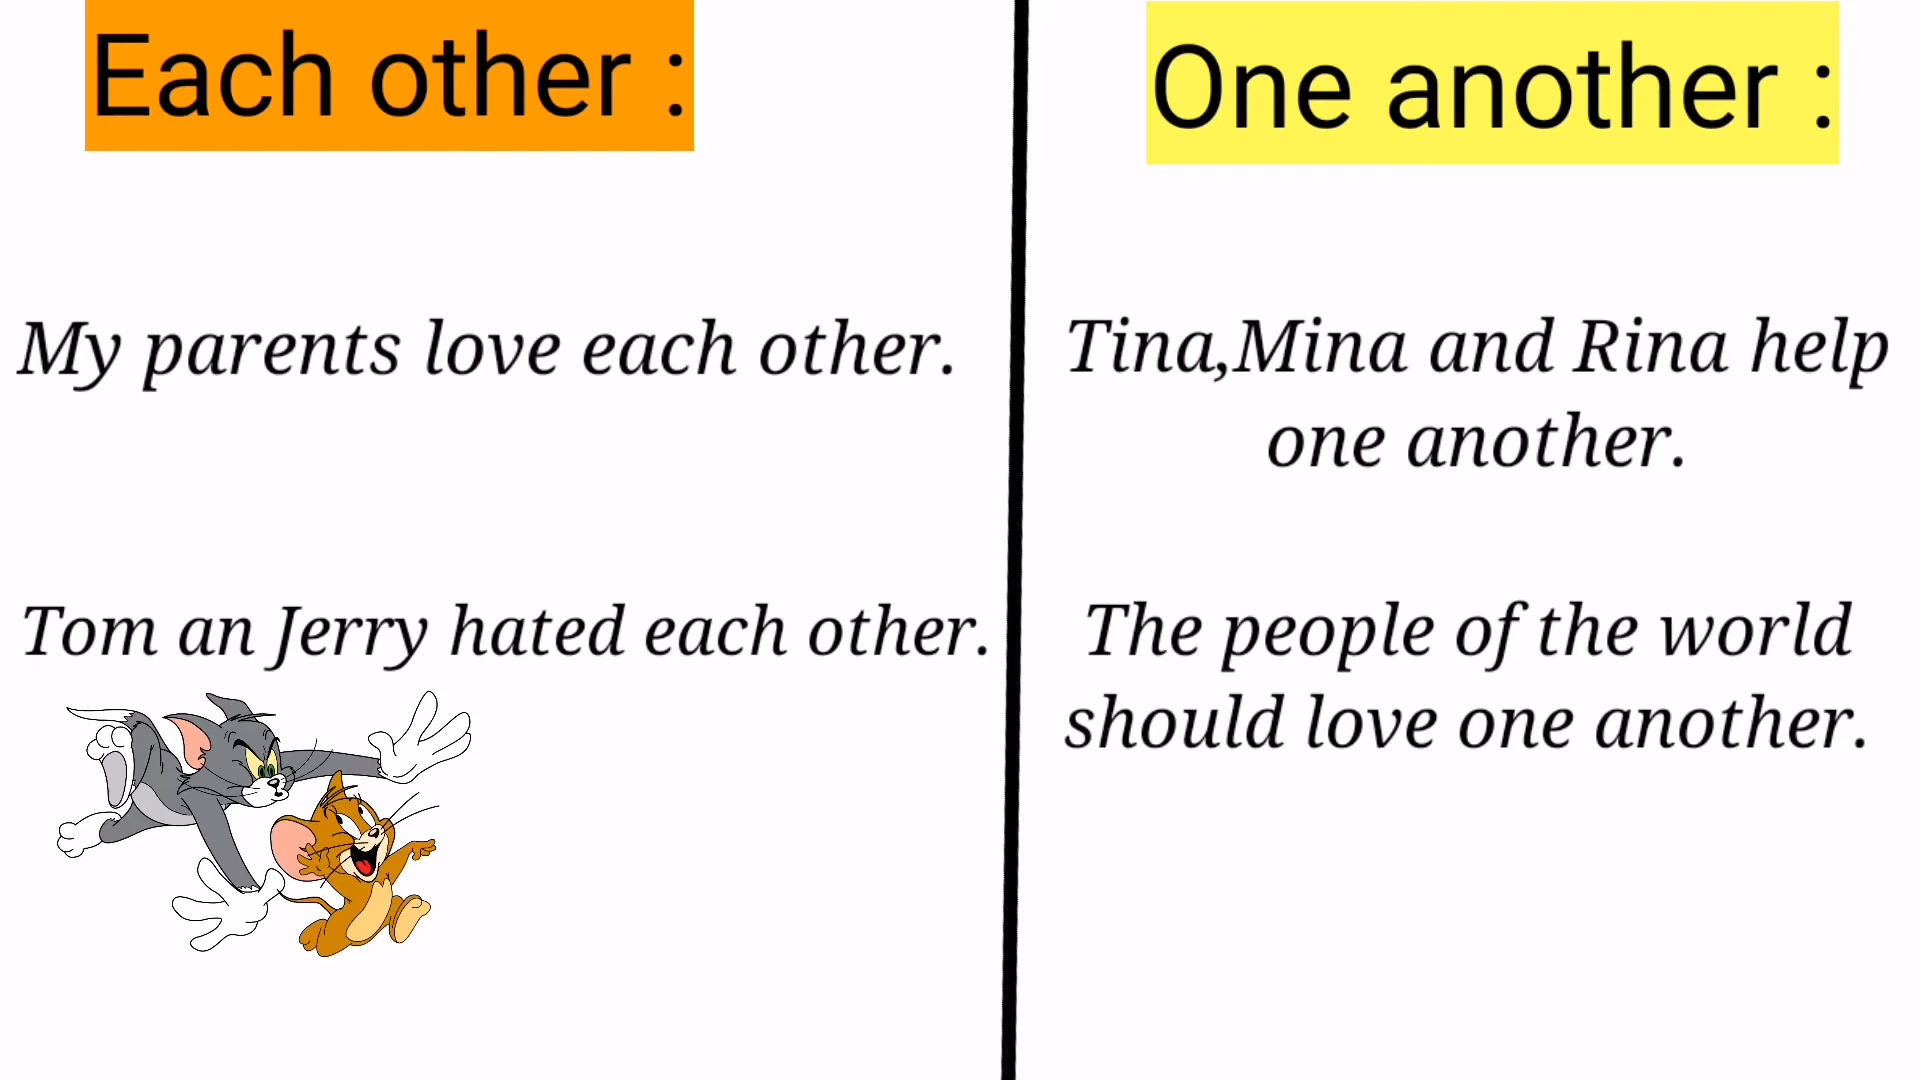 Each other :
My parents love each other.
Tom an Jerry hated each other.
One another :
Tina,Mina and Rina help
one another.
The people of the world
should love one another.